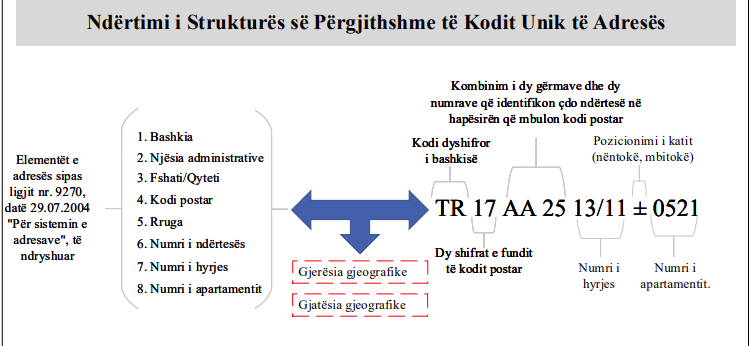 Ndërtimi i Strukturës së Përgjithshme të Kodit Unik të Adresës
Elementët e
adresës sipas
ligjit nr. 9270,
datë 29.07.2004
"Për sistemin e
adresave", të
ndryshuar
1. Bashkia
2. Njësia administrative
3. Fshati/Qyteti
4. Kodi postar
5. Rruga
6. Numri i ndërtesës
7. Numri i hyrjes
8. Numri i apartamentit
Gjerësia gjeografike
Gjatësia gjeografike
Kombinim i dy gërmave dhe dy
numrave që identifikon çdo ndërtesë në
hapësirën që mbulon kodi postar
Kodi dyshifror
i bashkisë
Pozicionimi i katit
(nëntokë, mbitokë)
TR 17 AA 25 13/11 ± 0521
Dy shifrat e fundit
të kodit postar
Numri i
hyrjes
Numri i
apartamentit.